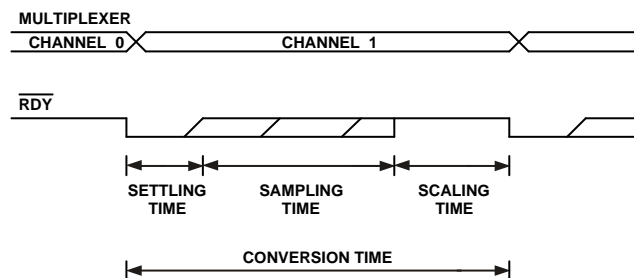 MULTIPLEXER
CHANNEL 0 CHANNEL 1
RDY
SETTLING TIME
SAMPLING TIME
SCALING TIME
CONVERSION TIME